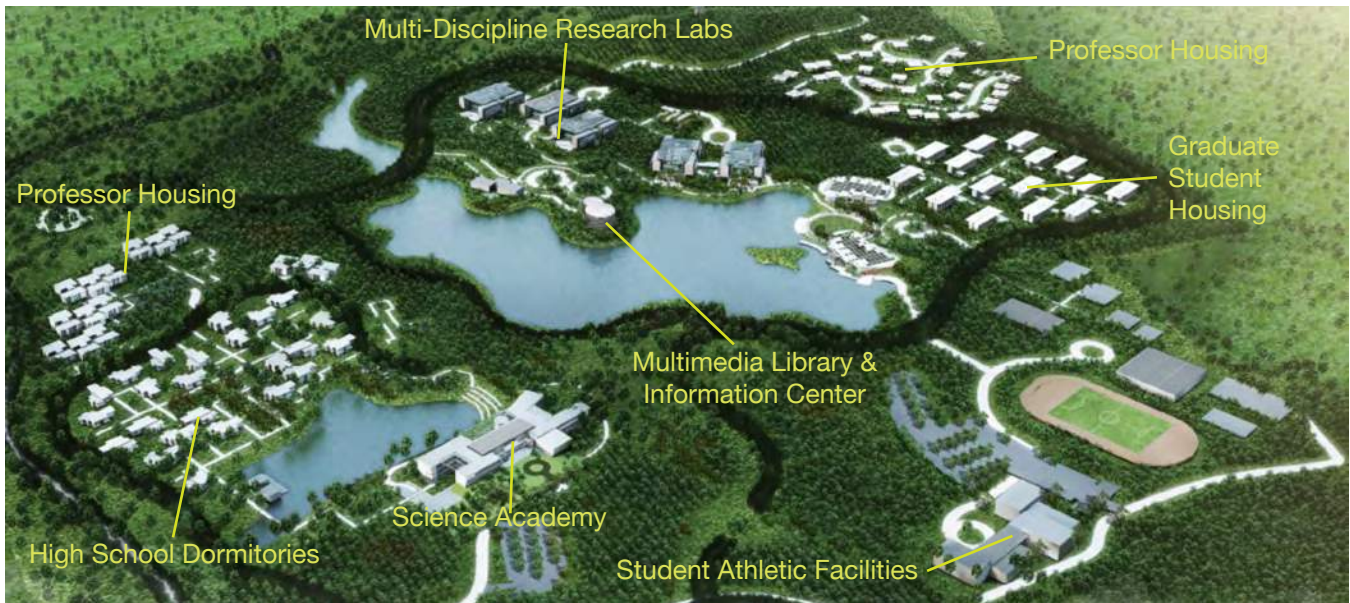 Multi-Discipline Research Labs
Professor Housing
Graduate
Student
Housing
Professor Housing
Multimedia Library &
Information Center
Science Academy
High School Dormitories
Student Athletic Facilities